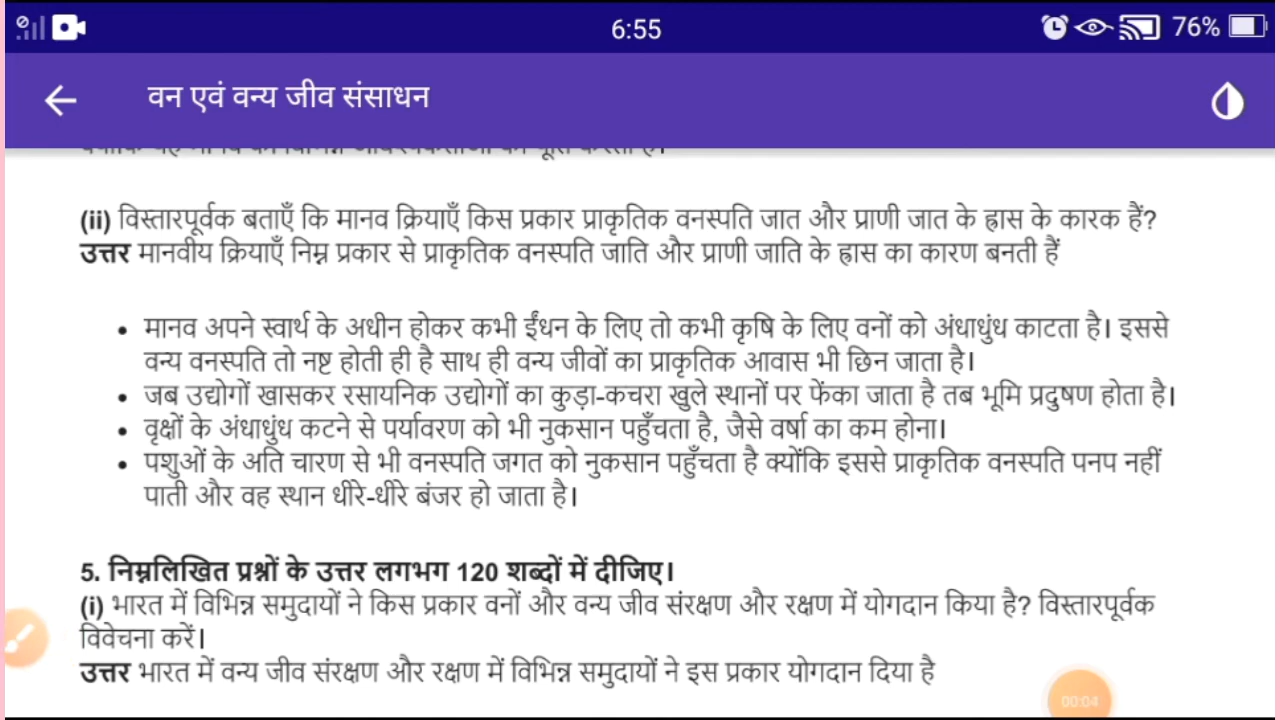 6:55
76%
वन एवं वन्य जीव संसाधन
(ii) विस्तारपूर्वक बताएँ कि मानव क्रियाएँ किस प्रकार प्राकृतिक वनस्पति जात और प्राणी जात के ह्रास के कारक हैं?
उत्तर मानवीय क्रियाएँ निम्न प्रकार से प्राकृतिक वनस्पति जाति और प्राणी जाति के ह्रास का कारण बनती हैं
• मानव अपने स्वार्थ के अधीन होकर कभी ईंधन के लिए तो कभी कृषि के लिए वनों को अंधाधुंध काटता है। इससे
वन्य वनस्पति तो नष्ट होती ही है साथ ही वन्य जीवों का प्राकृतिक आवास भी छिन जाता है।
• जब उद्योगों खासकर रसायनिक उद्योगों का कुड़ा-कचरा खुले स्थानों पर फेंका जाता है तब भूमि प्रदुषण होता है।
• वृक्षों के अंधाधुंध कटने से पर्यावरण को भी नुकसान पहुँचता है, जैसे वर्षा का कम होना।
• पशुओं के अति चारण से भी वनस्पति जगत को नुकसान पहुँचता है क्योंकि इससे प्राकृतिक वनस्पति पनप नहीं
पाती और वह स्थान धीरे-धीरे बंजर हो जाता है।
5. निम्नलिखित प्रश्नों के उत्तर लगभग 120 शब्दों में दीजिए।
(i) भारत में विभिन्न समुदायों ने किस प्रकार वनों और वन्य जीव संरक्षण और रक्षण में योगदान किया है? विस्तारपूर्वक
विवेचना करें।
उत्तर भारत में वन्य जीव संरक्षण और रक्षण में विभिन्न समुदायों ने इस प्रकार योगदान दिया है
00:04